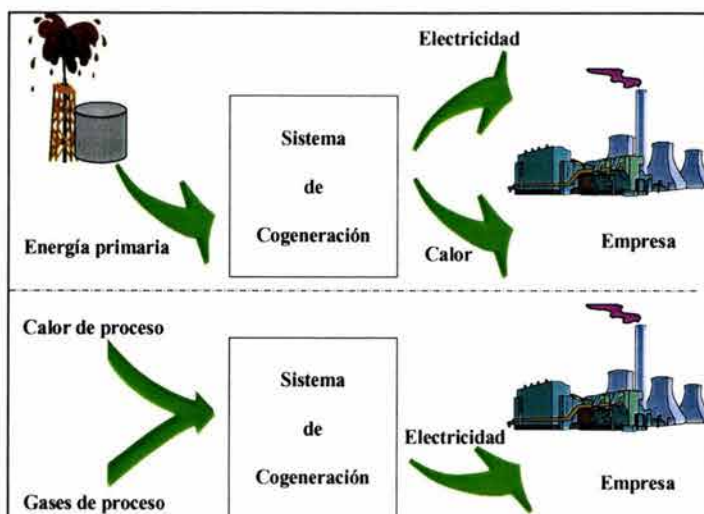 Electricidad
Sistema
de
Cogeneración
Energía primaria
Calor
Empresa
Calor de proceso
Sistema
de
Cogeneración
Electricidad
Gases de proceso
Empresa